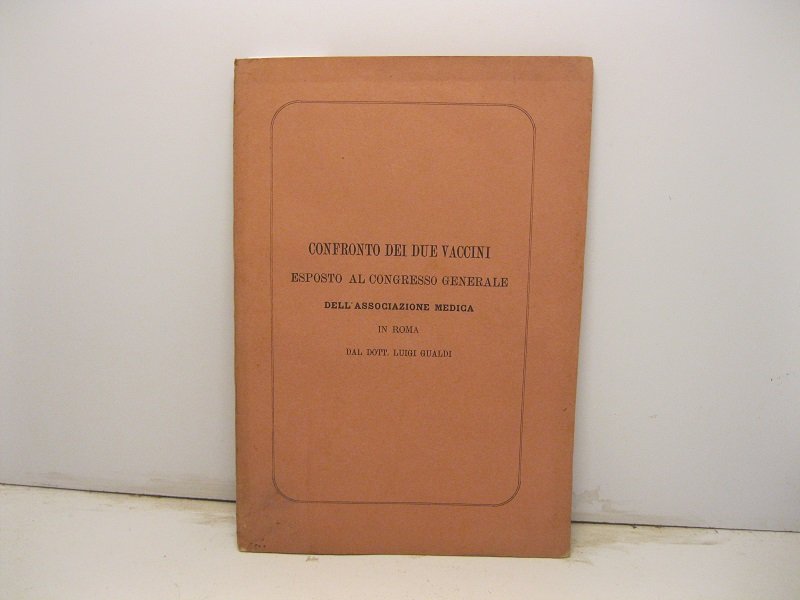 CONFRONTO DEI DUE VACCINI
ESPOSTO AL CONGRESSO GENERALE
DELL'ASSOCIAZIONE MEDICA
IN ROMA
DAL DOTT. LUIGI GUALDI